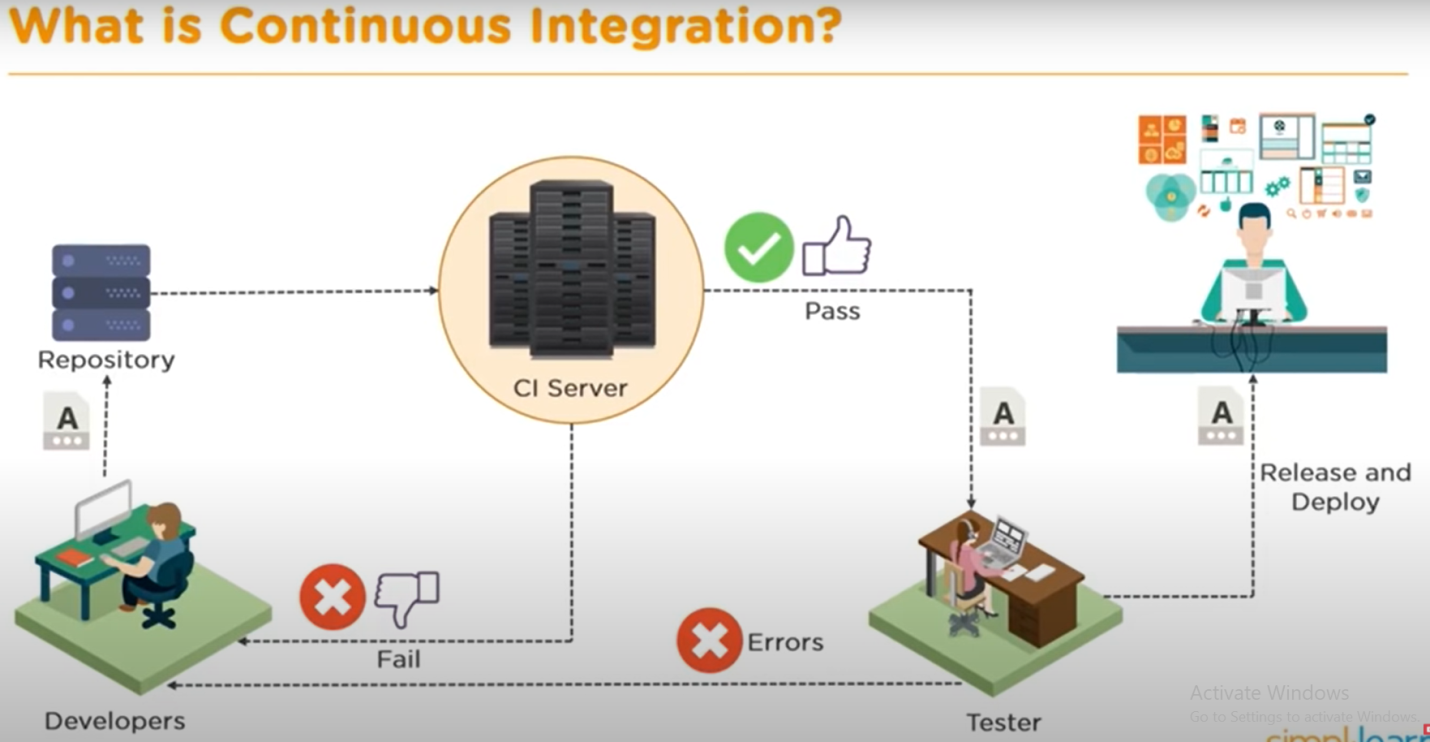 What is Continuous Integration?
Repository
A
CI Server
Pass
A
A
Release and
Deploy
Fail
Errors
Developers
Tester
Activate Windows
Go to Settings to activate Windows.
simplilearn